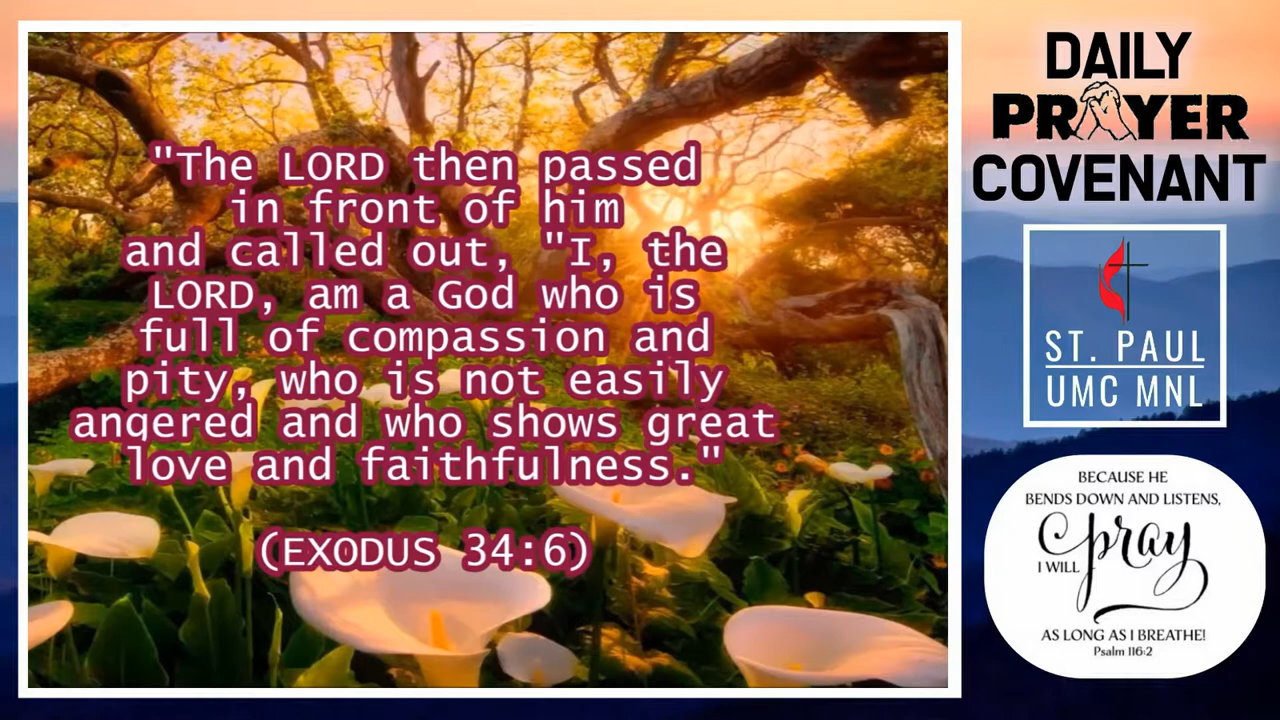 "The LORD then passed
in front of him
and called out, "I, the
LORD, am a God who is
full of compassion and
pity, who is not easily
angered and who shows great
love and faithfulness."
(EXODUS 34:6)
DAILY
PRAYER
COVENANT
ST. PAUL
UMC MNL
BECAUSE HE
BENDS DOWN AND LISTENS,
I WILL pray
AS LONG AS I BREATHE!
Psalm 116:2